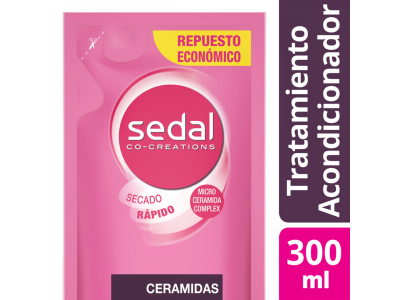 REPUESTO
ECONÓMICO
sedal
CO-CREATIONS
SECADO
RÁPIDO
MICRO
CERAMIDA
COMPLEX
CERAMIDAS
Tratamiento
Acondicionador
300
ml